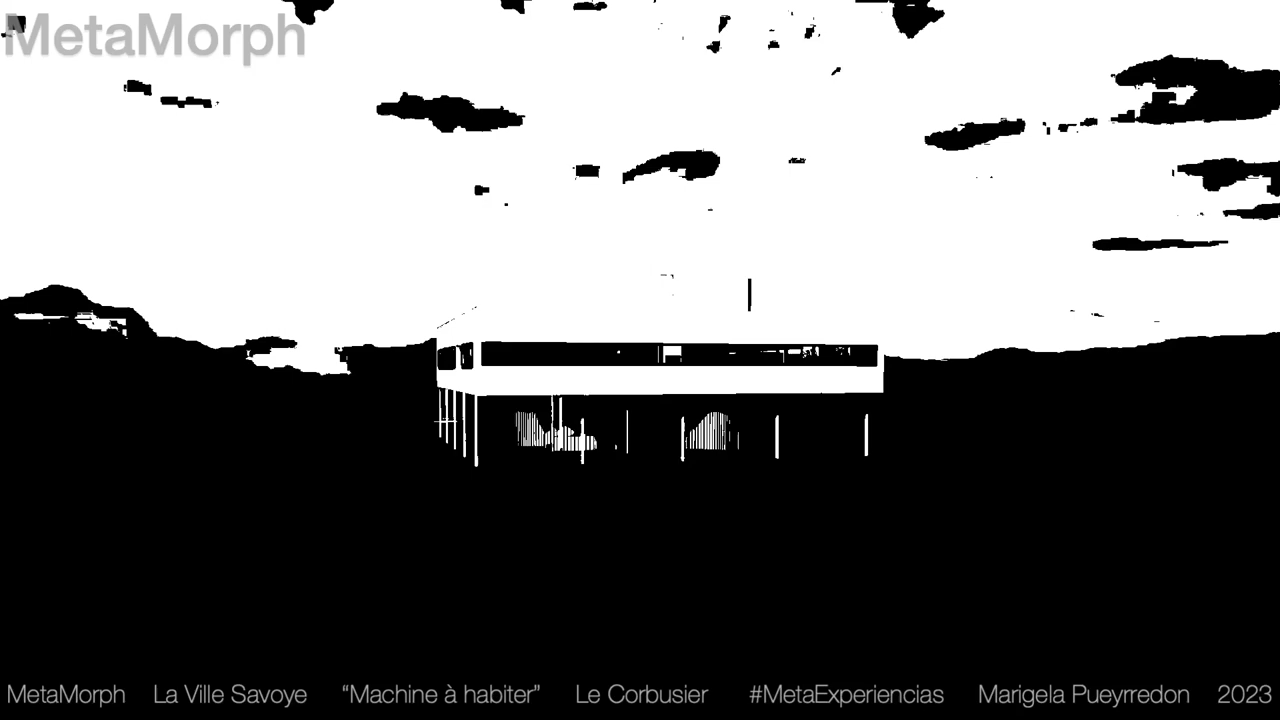 MetaMorph
MetaMorph La Ville Savoye “Machine à habiter” Le Corbusier #MetaExperiencias Marigela Pueyrredon 2023